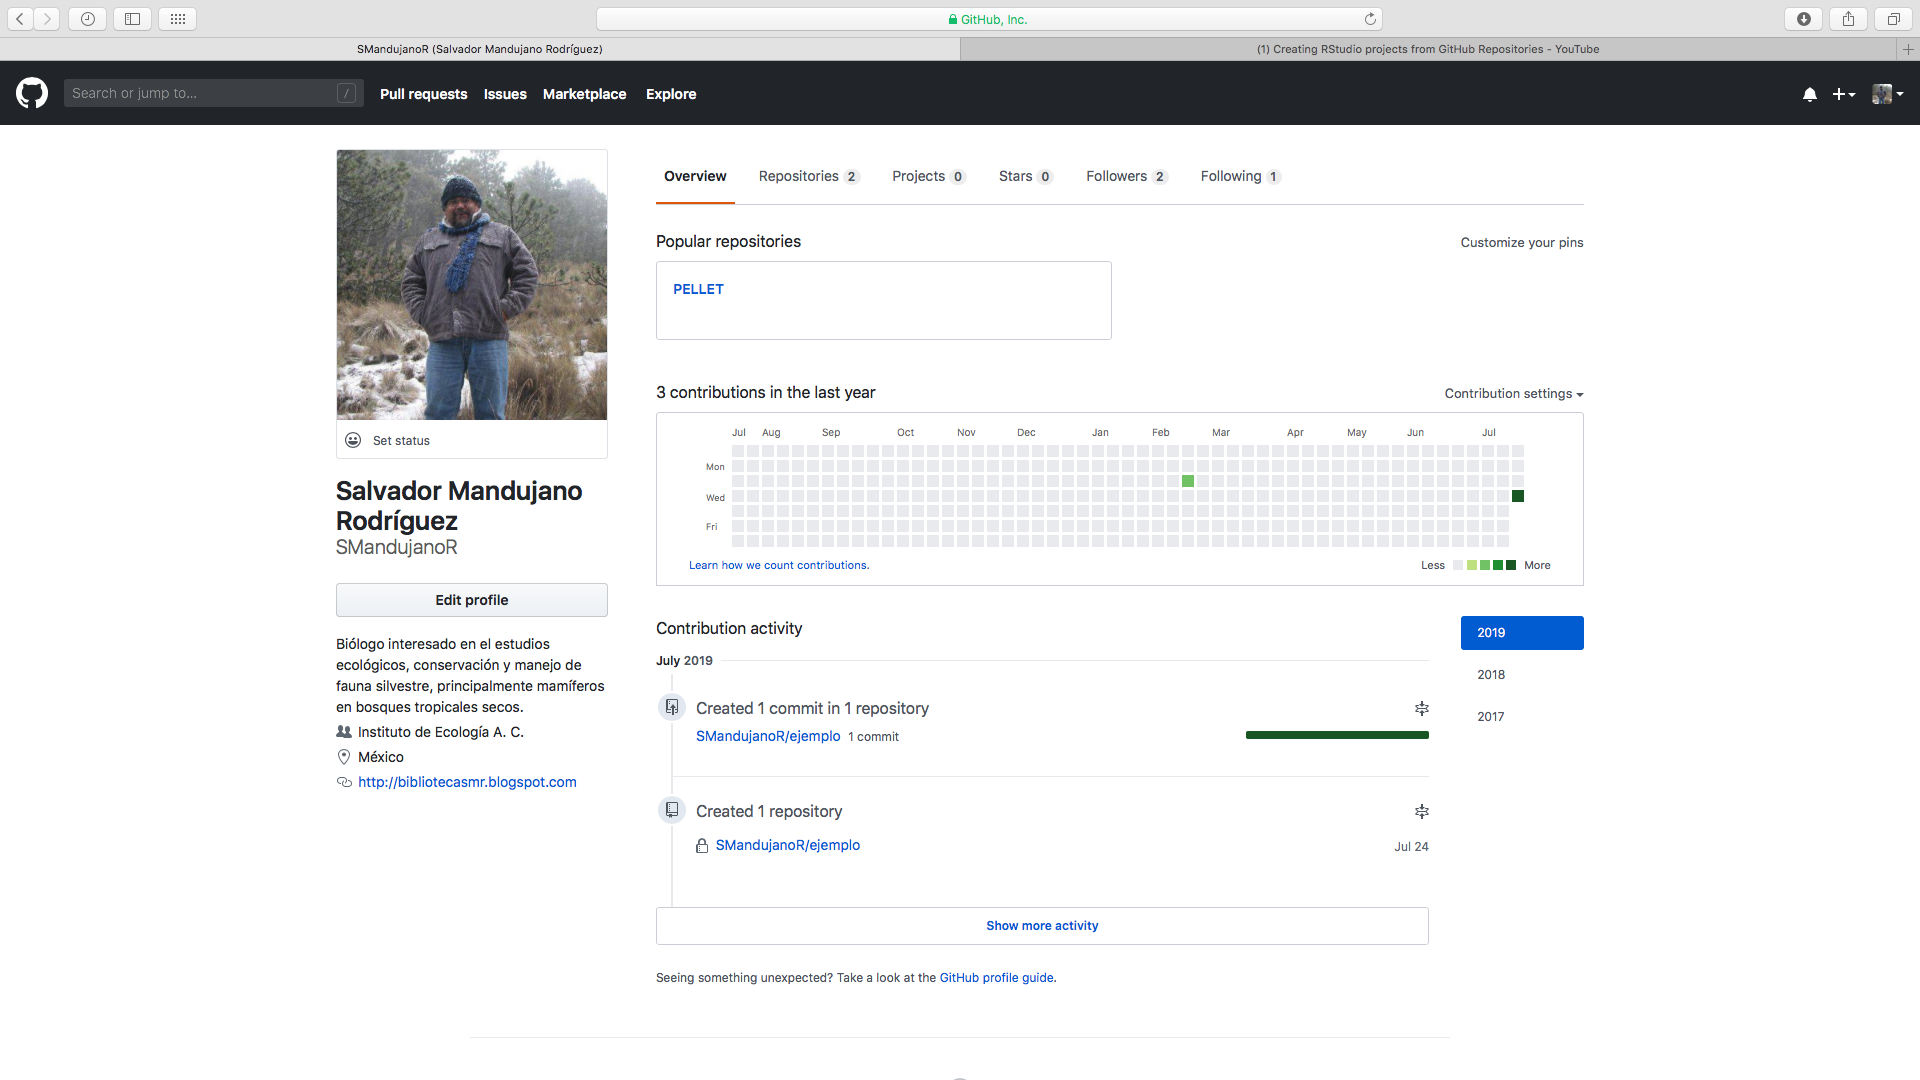 GitHub, Inc.
SMandujanoR (Salvador Mandujano Rodríguez)
(1) Creating RStudio projects from GitHub Repositories - YouTube
Search or jump to... /
Pull requests Issues Marketplace Explore
Overview Repositories 2 Projects 0 Stars 0 Followers 2 Following 1
Popular repositories
Customize your pins
PELLET
3 contributions in the last year
Contribution settings
Jul Aug Sep Oct Nov Dec Jan Feb Mar Apr May Jun Jul
Mon
Wed
Fri
Learn how we count contributions.
Less More
Set status
Salvador Mandujano
Rodríguez
SMandujanoR
Edit profile
Biólogo interesado en el estudios
ecológicos, conservación y manejo de
fauna silvestre, principalmente mamíferos
en bosques tropicales secos.
Instituto de Ecología A. C.
México
http://bibliotecasmr.blogspot.com
Contribution activity
2019
2018
2017
July 2019
Created 1 commit in 1 repository
SMandujanoR/ejemplo 1 commit
Created 1 repository
SMandujanoR/ejemplo
Jul 24
Show more activity
Seeing something unexpected? Take a look at the GitHub profile guide.